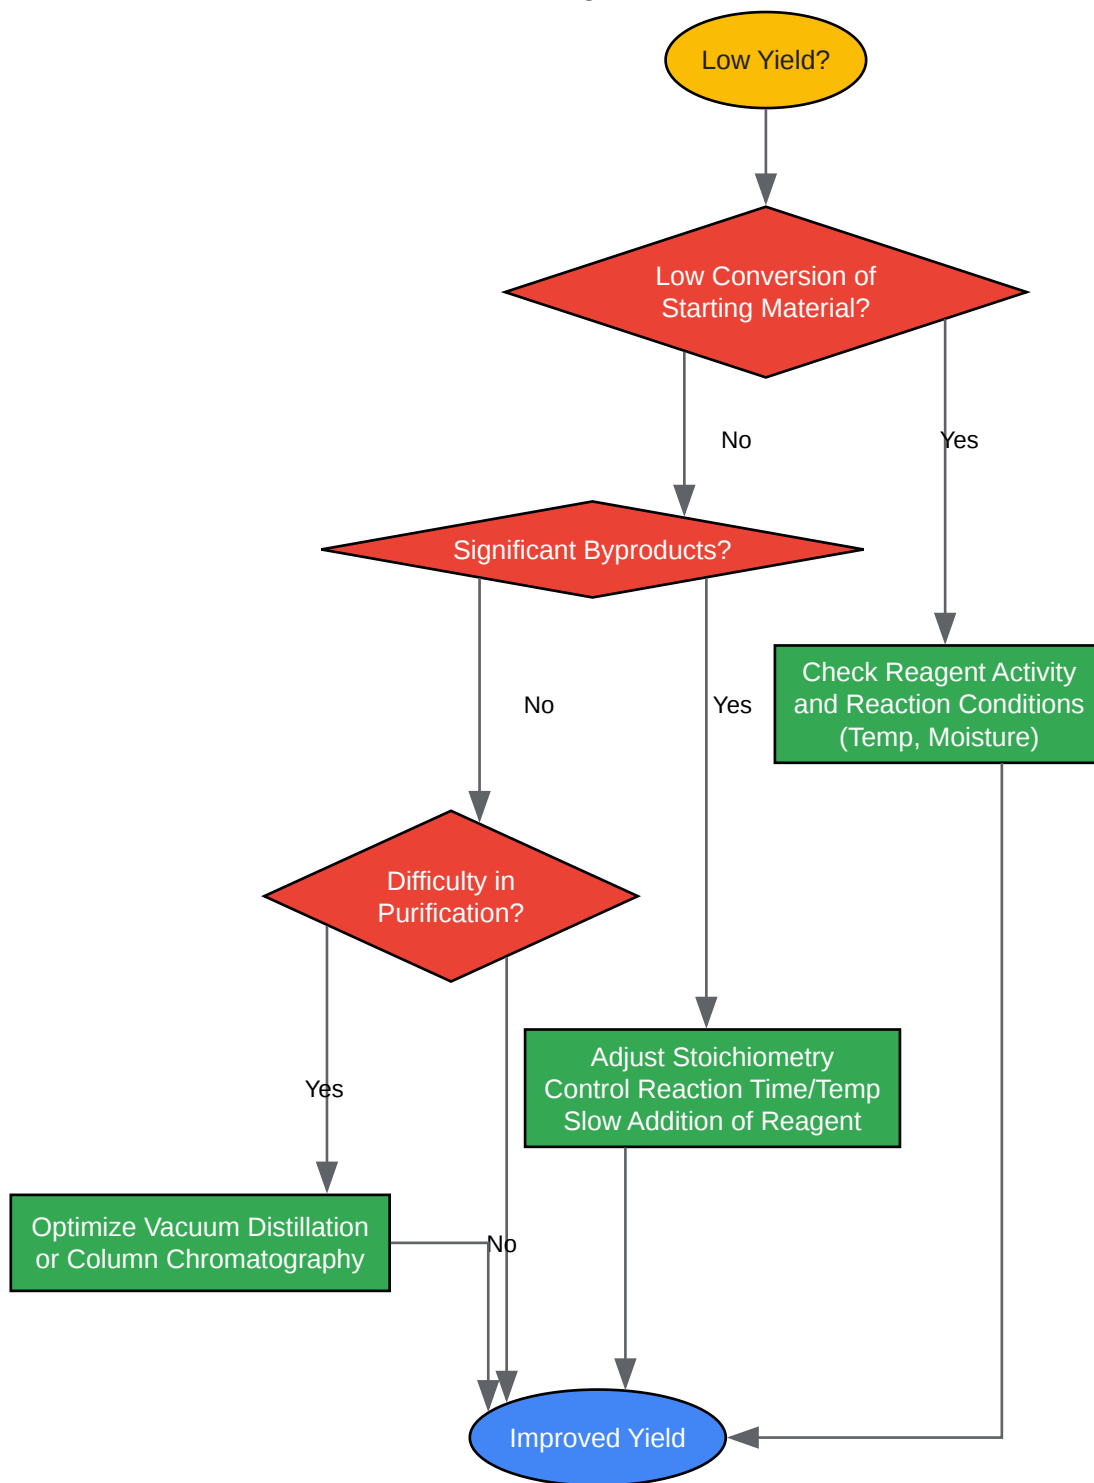 Low Yield?
Low Conversion of
Starting Material?
No
Yes
Significant Byproducts?
Check Reagent Activity
and Reaction Conditions
(Temp, Moisture)
No
Yes
Difficulty in
Purification?
Adjust Stoichiometry
Control Reaction Time/Temp
Slow Addition of Reagent
Yes
Optimize Vacuum Distillation
or Column Chromatography
No
Improved Yield